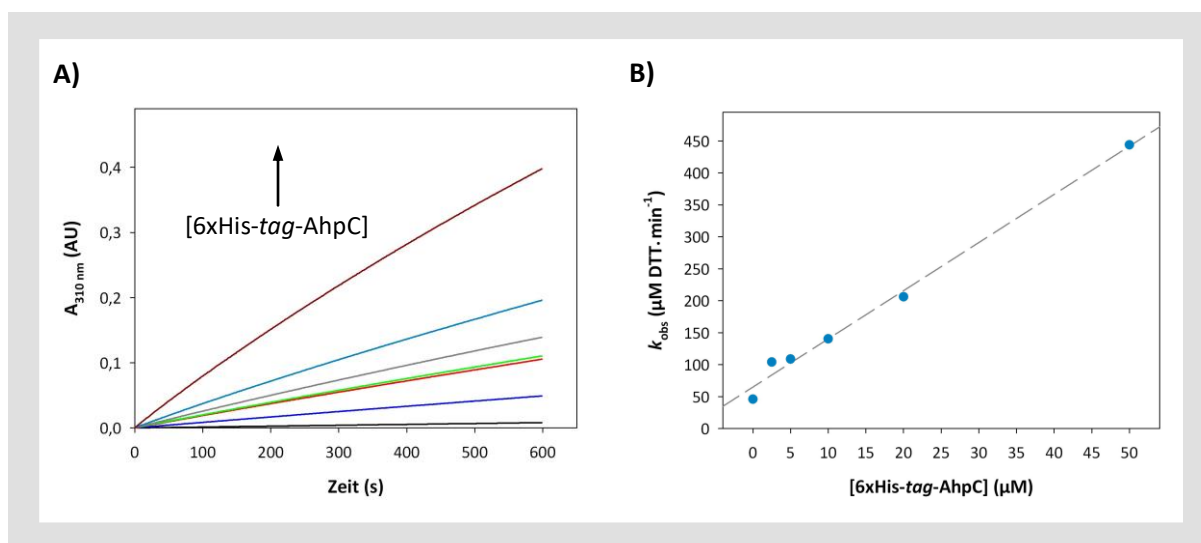 A)
0,4
0,3
0,2
0,1
0,0
A310 nm (AU)
[6xHis-tag-AhpC]
0 100 200 300 400 500 600
Zeit (s)
B)
450
400
350
300
250
200
150
100
50
0
kobs (µM DTT·min-1)
0 5 10 15 20 25 30 35 40 45 50
[6xHis-tag-AhpC] (µM)